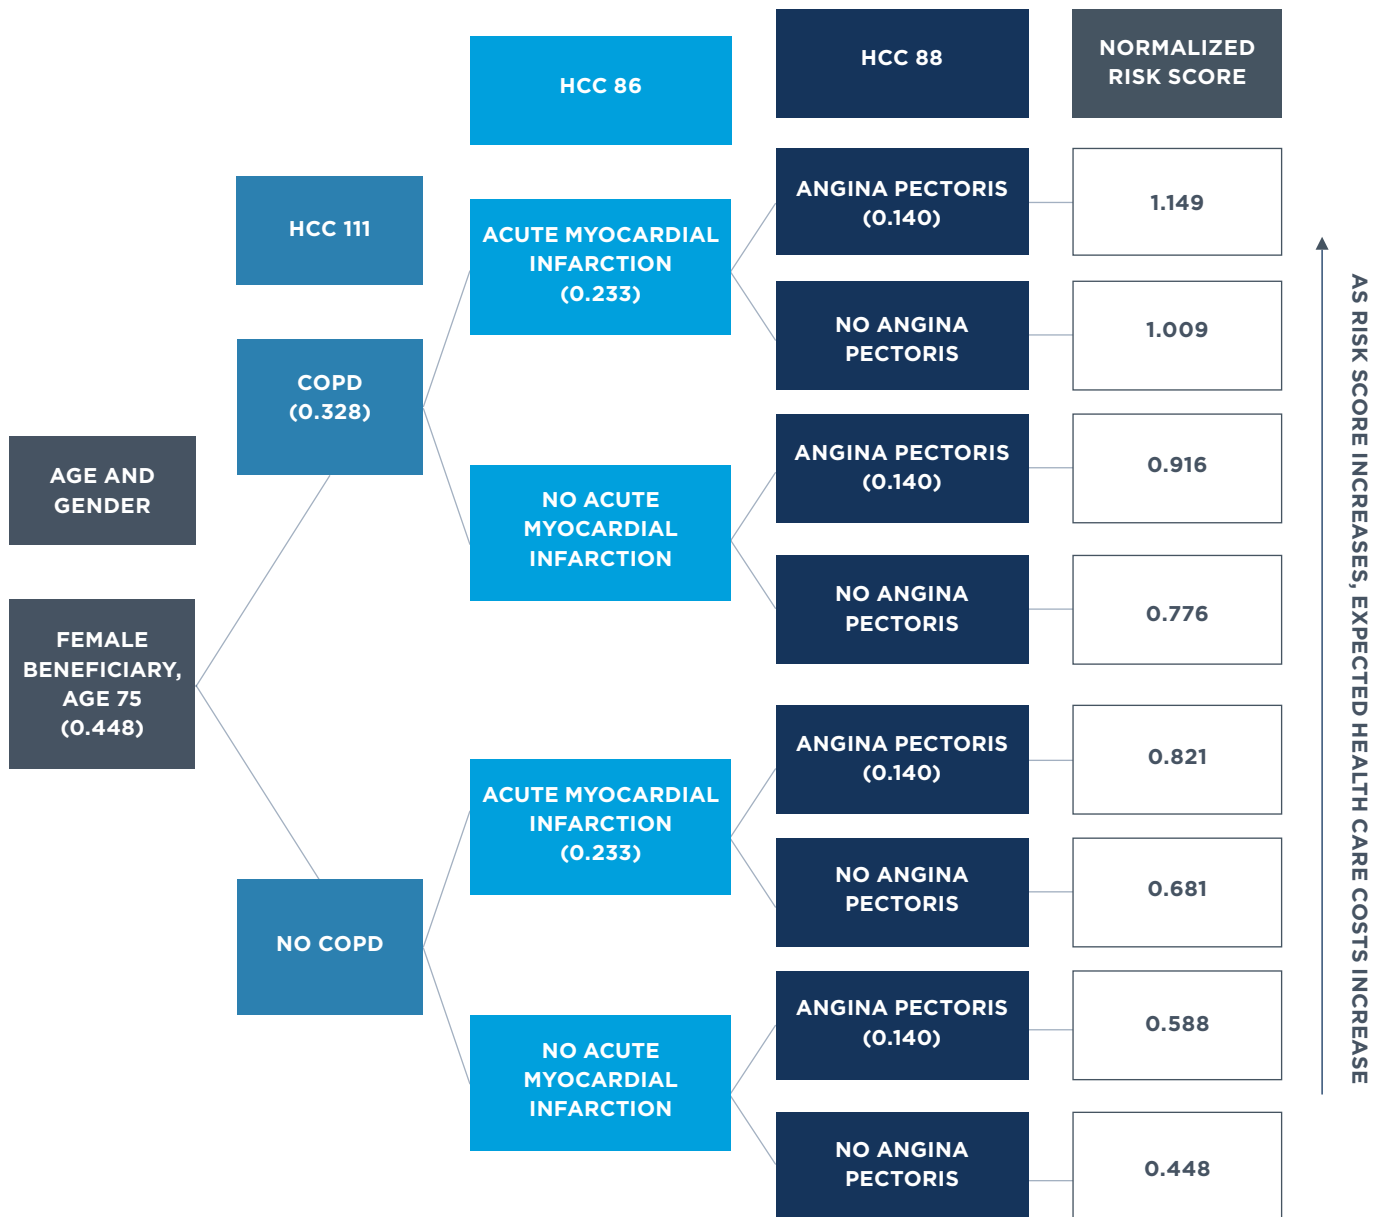 AGE AND
GENDER
FEMALE
BENEFICIARY,
AGE 75
(0.448)
HCC 111
COPD
(0.328)
NO COPD
HCC 86
ACUTE MYOCARDIAL
INFARCTION
(0.233)
NO ACUTE
MYOCARDIAL
INFARCTION
ACUTE MYOCARDIAL
INFARCTION
(0.233)
NO ACUTE
MYOCARDIAL
INFARCTION
HCC 88
ANGINA PECTORIS
(0.140)
NO ANGINA
PECTORIS
ANGINA PECTORIS
(0.140)
NO ANGINA
PECTORIS
ANGINA PECTORIS
(0.140)
NO ANGINA
PECTORIS
ANGINA PECTORIS
(0.140)
NO ANGINA
PECTORIS
NORMALIZED
RISK SCORE
1.149
1.009
0.916
0.776
0.821
0.681
0.588
0.448
AS RISK SCORE INCREASES, EXPECTED HEALTH CARE COSTS INCREASE